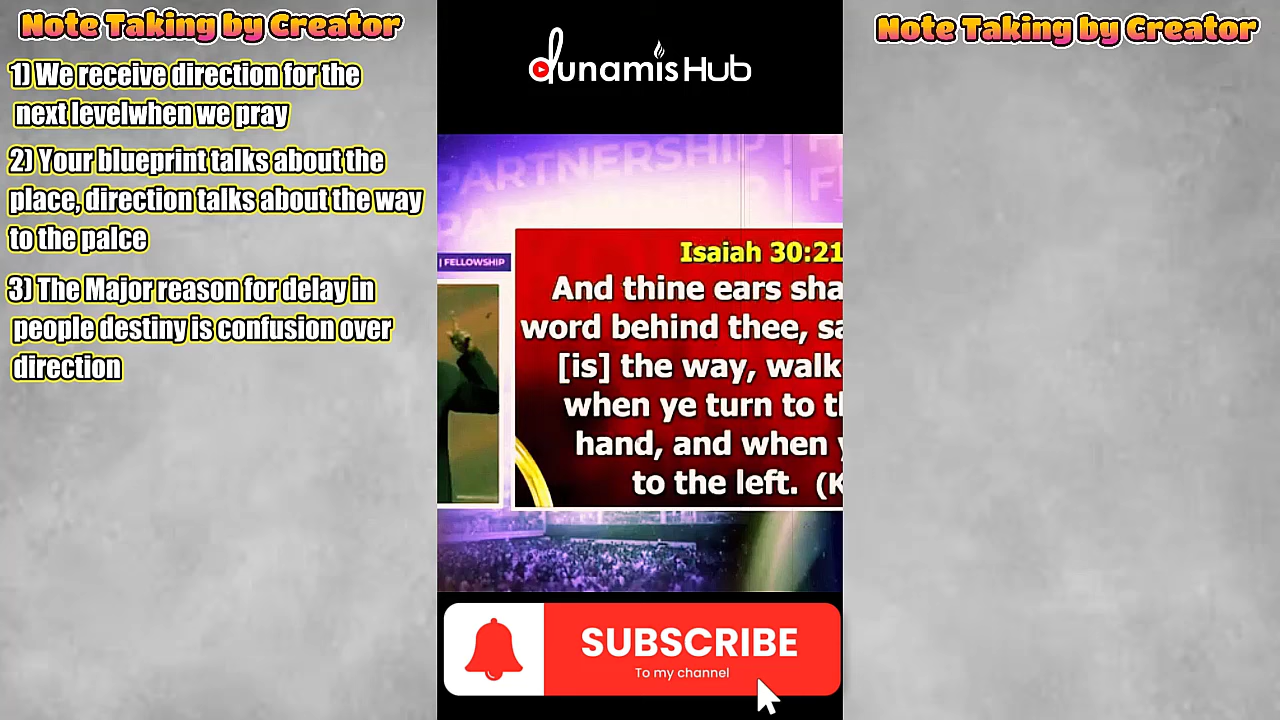 Note Taking by Creator
1) We receive direction for the
next levelwhen we pray
2) Your blueprint talks about the
place, direction talks about the way
to the palce
3) The Major reason for delay in
people destiny is confusion over
direction
dunamis HUB
PARTNERSHIP |
| FELLOWSHIP
Isaiah 30:21
And thine ears sha
word behind thee, sa
[is] the way, walk
when ye turn to th
hand, and when y
to the left. (K
SUBSCRIBE
To my channel
Note Taking by Creator